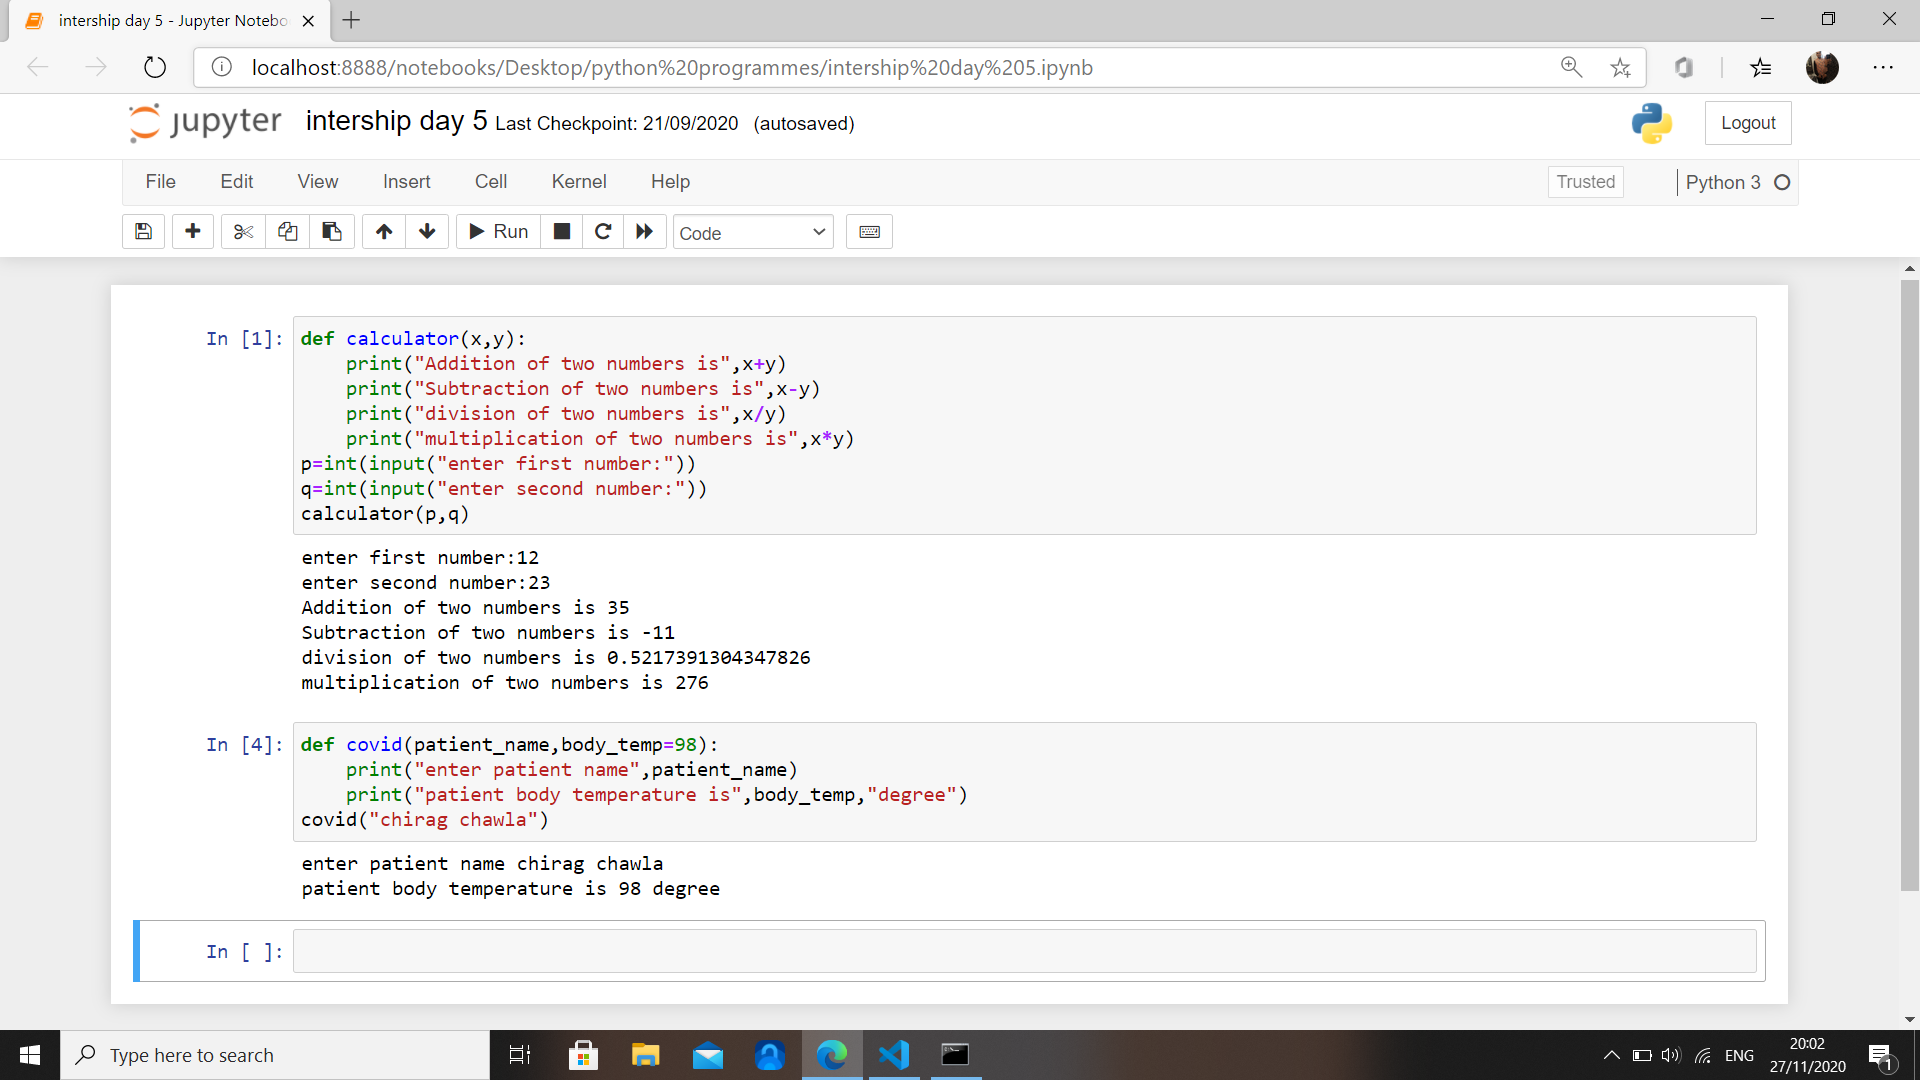 intership day 5 - Jupyter Notebo
localhost:8888/notebooks/Desktop/python%20programmes/intership%20day%205.ipynb
jupyter intership day 5 Last Checkpoint: 21/09/2020 (autosaved)
Logout
File Edit View Insert Cell Kernel Help
Trusted
Python 3
Run
Code
In [1]: def calculator(x,y):
    print("Addition of two numbers is",x+y)
    print("Subtraction of two numbers is",x-y)
    print("division of two numbers is",x/y)
    print("multiplication of two numbers is",x*y)
p=int(input("enter first number:"))
q=int(input("enter second number:"))
calculator(p,q)
enter first number:12
enter second number:23
Addition of two numbers is 35
Subtraction of two numbers is -11
division of two numbers is 0.5217391304347826
multiplication of two numbers is 276
In [4]: def covid(patient_name,body_temp=98):
    print("enter patient name",patient_name)
    print("patient body temperature is",body_temp,"degree")
covid("chirag chawla")
enter patient name chirag chawla
patient body temperature is 98 degree
In [ ]:
Type here to search
ENG
20:02
27/11/2020
1